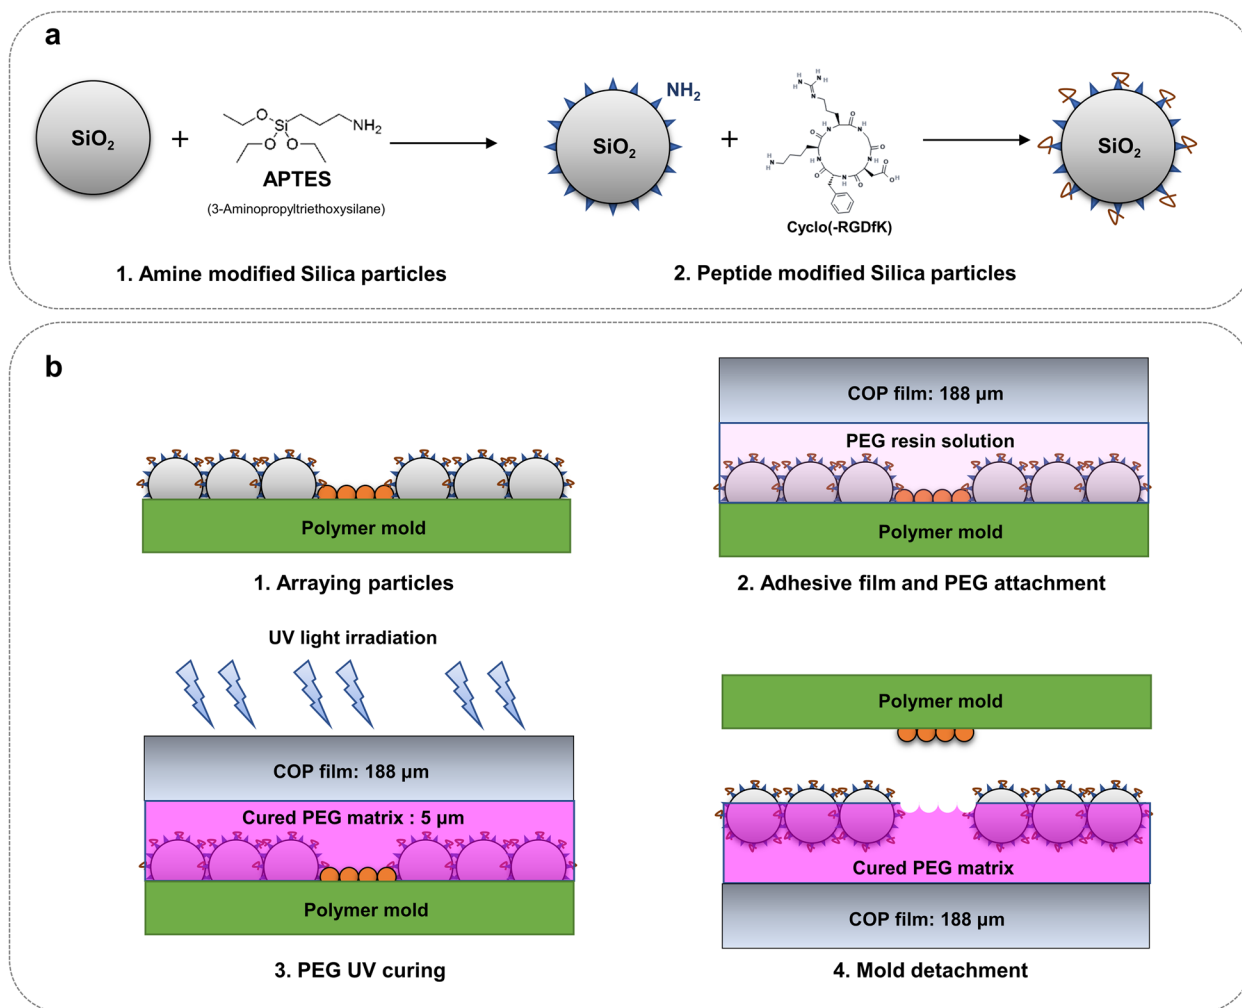 a
SiO2
+
Si
O
O
O
NH2
APTES
(3-Aminopropyltriethoxysilane)
1. Amine modified Silica particles
NH2
SiO2
+
Cyclo(-RGDfK)
SiO2
2. Peptide modified Silica particles
b
Polymer mold
1. Arraying particles
COP film: 188 μm
PEG resin solution
Polymer mold
2. Adhesive film and PEG attachment
UV light irradiation
COP film: 188 μm
Cured PEG matrix : 5 μm
Polymer mold
3. PEG UV curing
Polymer mold
Cured PEG matrix
COP film: 188 μm
4. Mold detachment